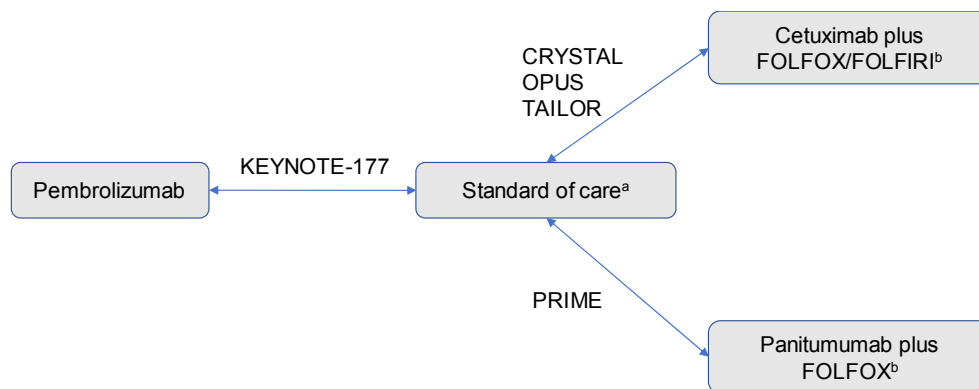 Cetuximab plus
FOLFOX/FOLFIRIᵇ
CRYSTAL
OPUS
TAILOR
KEYNOTE-177
Pembrolizumab
Standard of careᵃ
PRIME
Panitumumab plus
FOLFOXᵇ